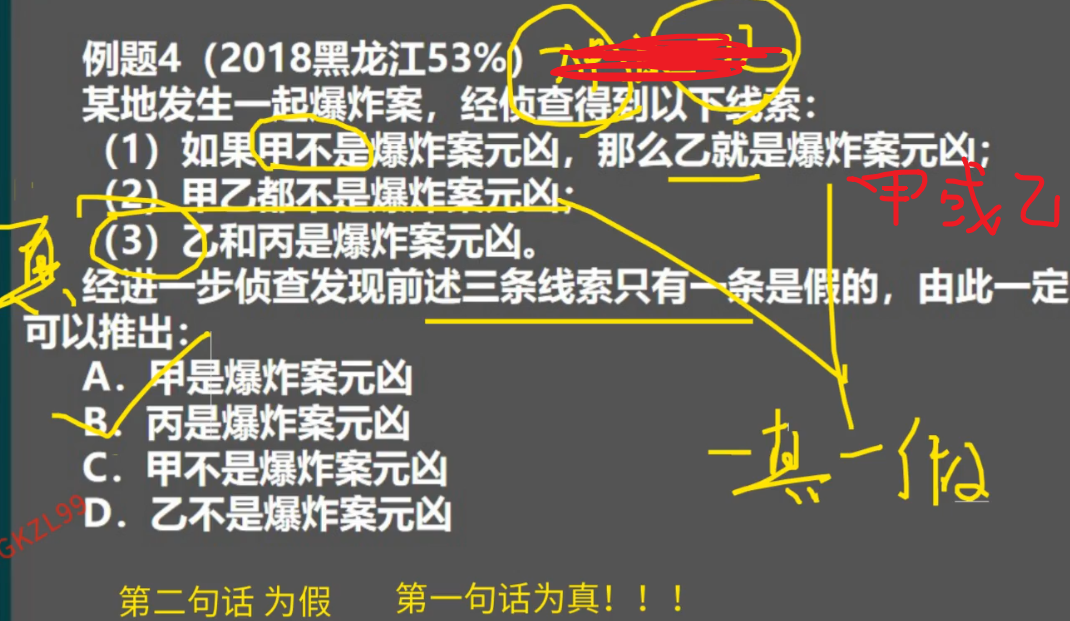 例题4（2018黑龙江53%）
某地发生一起爆炸案，经侦查得到以下线索：
（1）如果甲不是爆炸案元凶，那么乙就是爆炸案元凶；
甲或乙
（2）甲乙都不是爆炸案元凶；
（3）乙和丙是爆炸案元凶。
真
经进一步侦查发现前述三条线索只有一条是假的，由此一定
可以推出：
A．甲是爆炸案元凶
B．丙是爆炸案元凶
一真一假
C．甲不是爆炸案元凶
D．乙不是爆炸案元凶
GKZL99
第二句话 为假 第一句话为真！！！